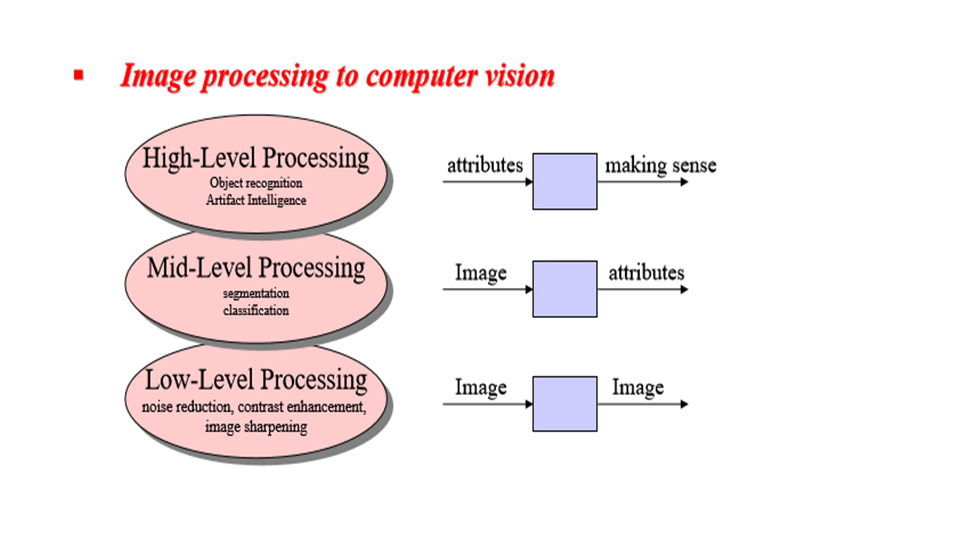 ▪ Image processing to computer vision
High-Level Processing
Object recognition
Artifact Intelligence
attributes
making sense
Mid-Level Processing
segmentation
classification
Image
attributes
Low-Level Processing
noise reduction, contrast enhancement,
image sharpening
Image
Image